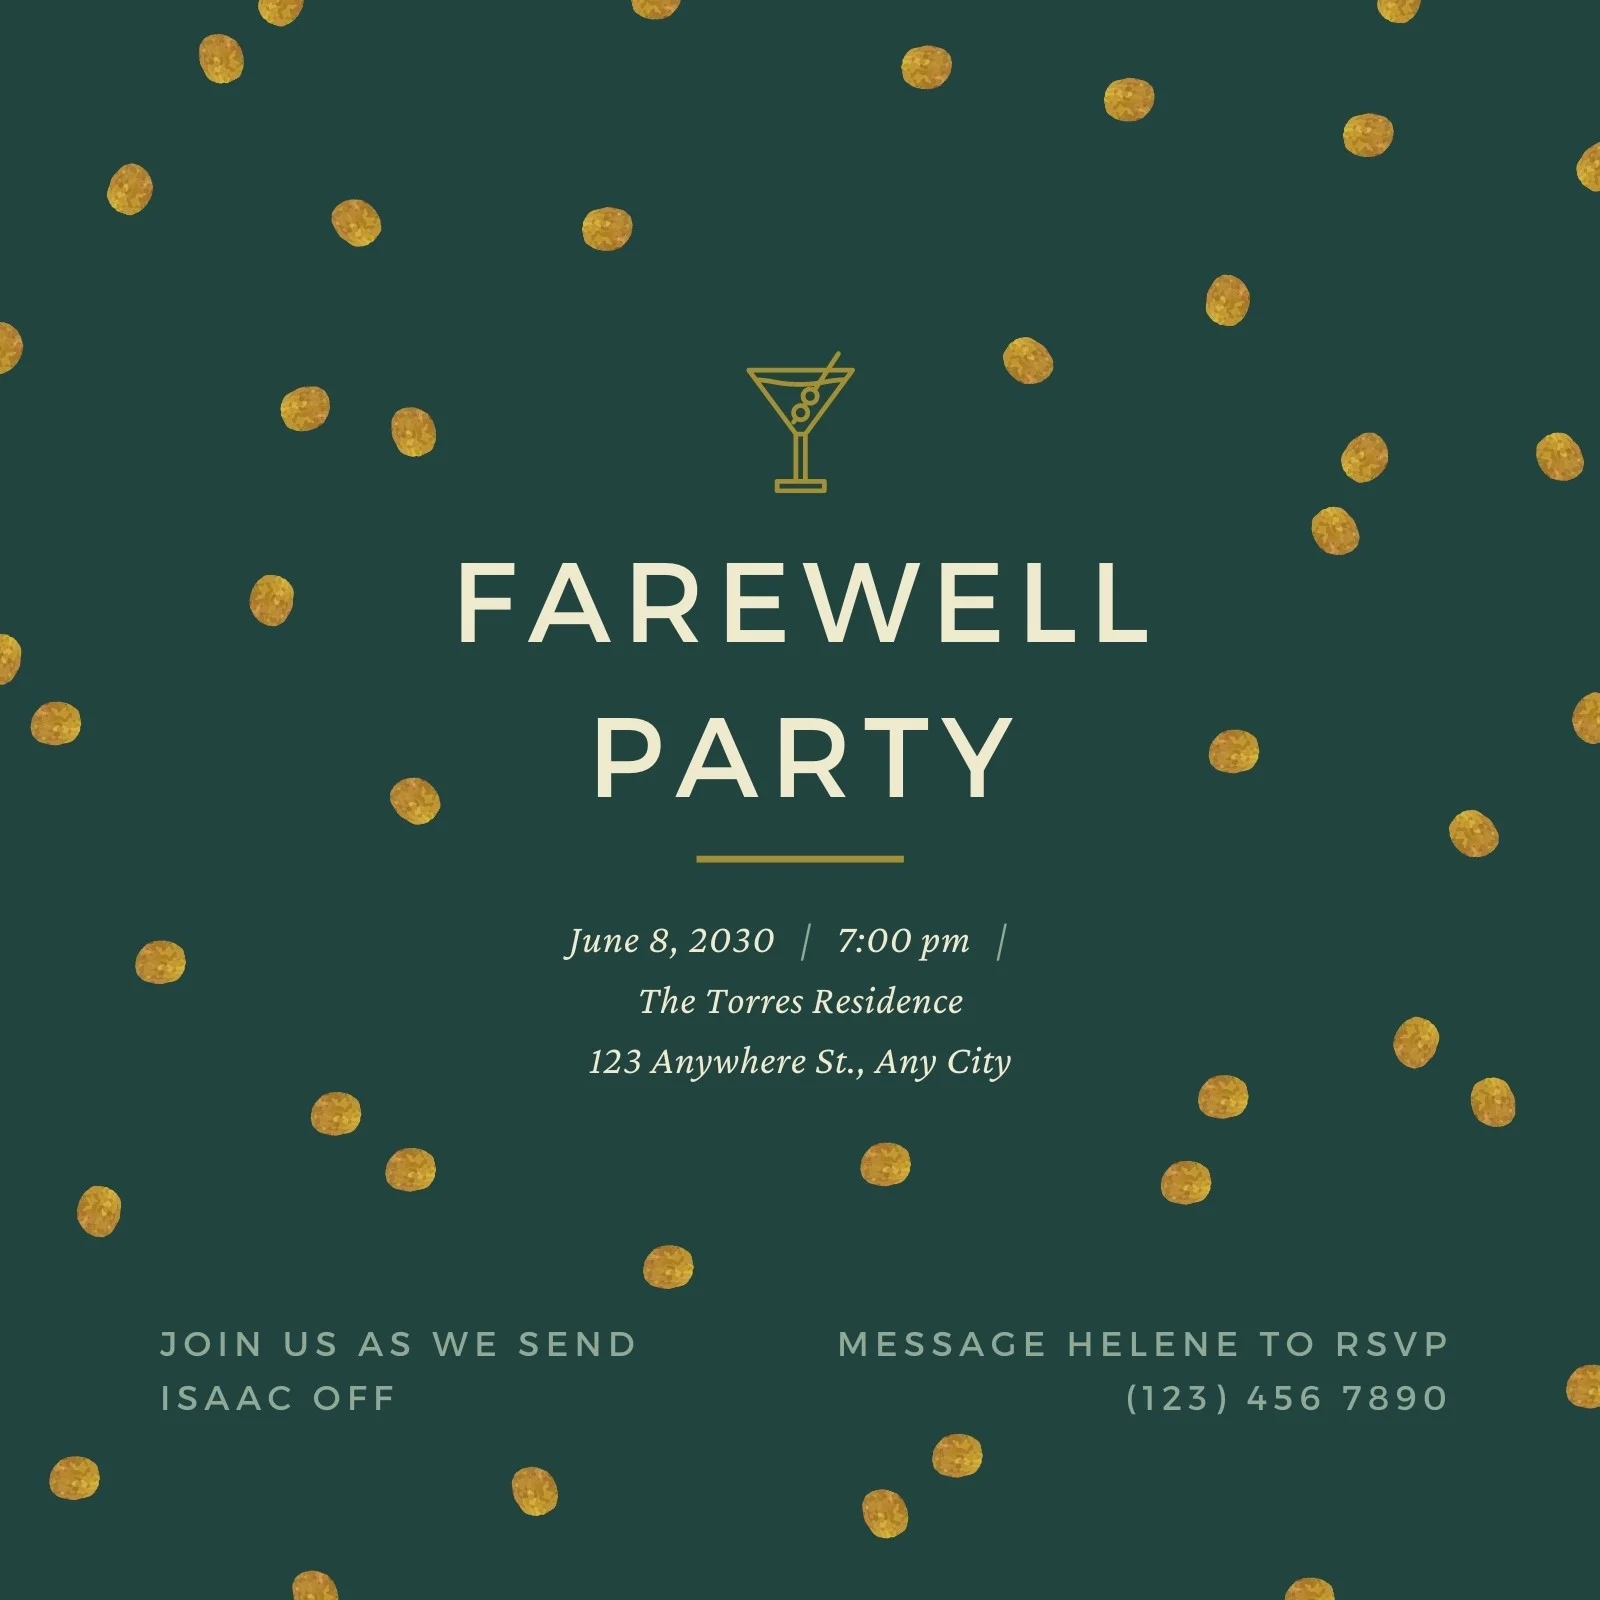 FAREWELL
PARTY
June 8, 2030 / 7:00 pm /
The Torres Residence
123 Anywhere St., Any City
JOIN US AS WE SEND
ISAAC OFF
MESSAGE HELENE TO RSVP
(123) 456 7890